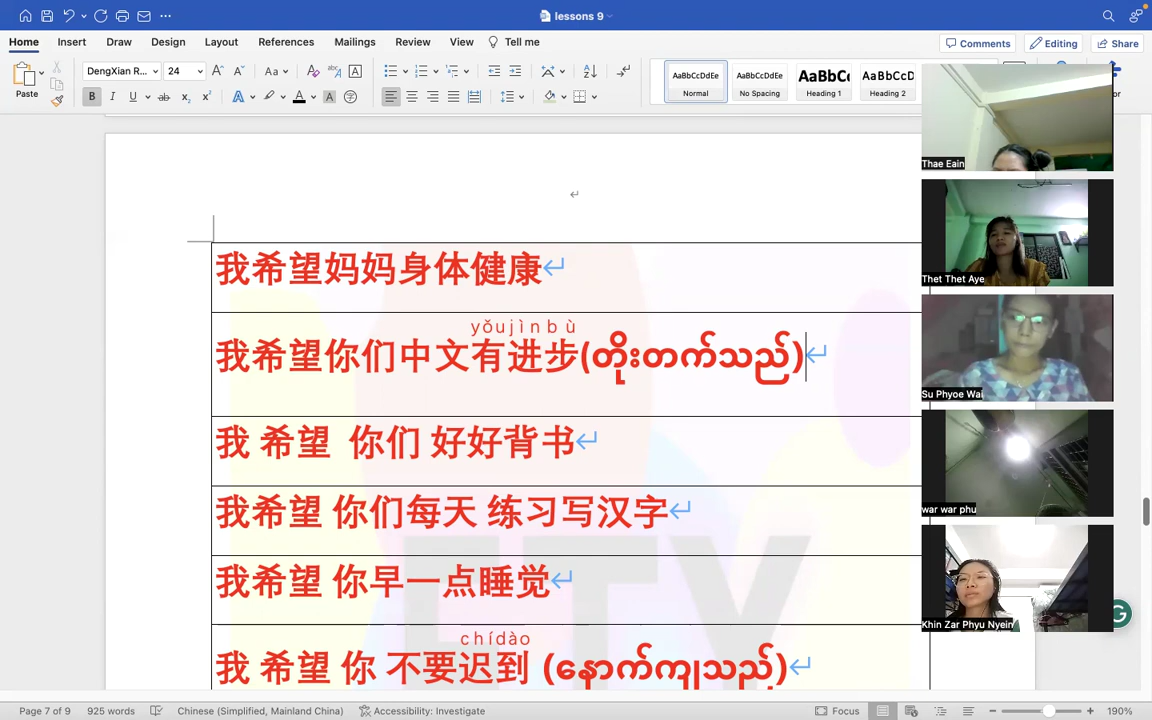 lessons 9
Home Insert Draw Design Layout References Mailings Review View Tell me Comments Editing Share
Paste DengXian R... 24 Aa Normal No Spacing Heading 1 Heading 2
AaBbCcDdEe AaBbCcDdEe AaBbC AaBbCcD
Thae Eain
Thet Thet Aye
Su Phyoe Wai
war war phu
Khin Zar Phyu Nyein
我希望妈妈身体健康
yǒujìnbù
我希望你们中文有进步(တိုးတက်သည်)
我 希望 你们 好好背书
我希望 你们每天 练习写汉字
我希望 你早一点睡觉
chídào
我 希望 你 不要迟到 (နောက်ကျသည်)
ETV
Page 7 of 9 925 words Chinese (Simplified, Mainland China) Accessibility: Investigate Focus 190%